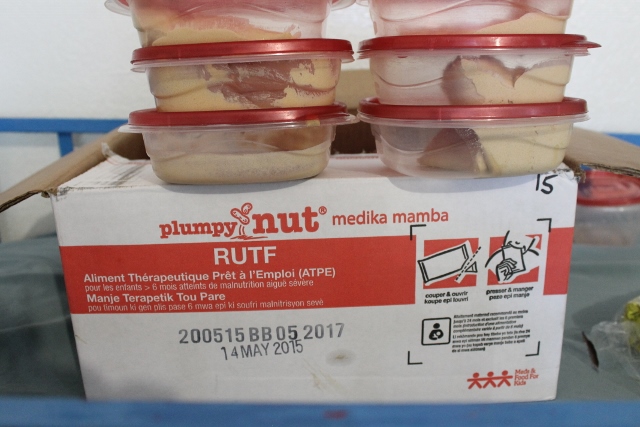 15
plumpy nut® medika mamba
RUTF
Aliment Thérapeutique Prêt à l'Emploi (ATPE)
pour les enfants > 6 mois atteints de malnutrition aiguë sévère
Manje Terapetik Tou Pare
pou timoun ki gen plis pase 6 mwa epi ki soufri malnitrisyon sevè
couper & ouvrir
koupe epi louvri
presser & manger
peze epi manje
200515 BB 05 2017
14 MAY 2015
Meds & Food For Kids